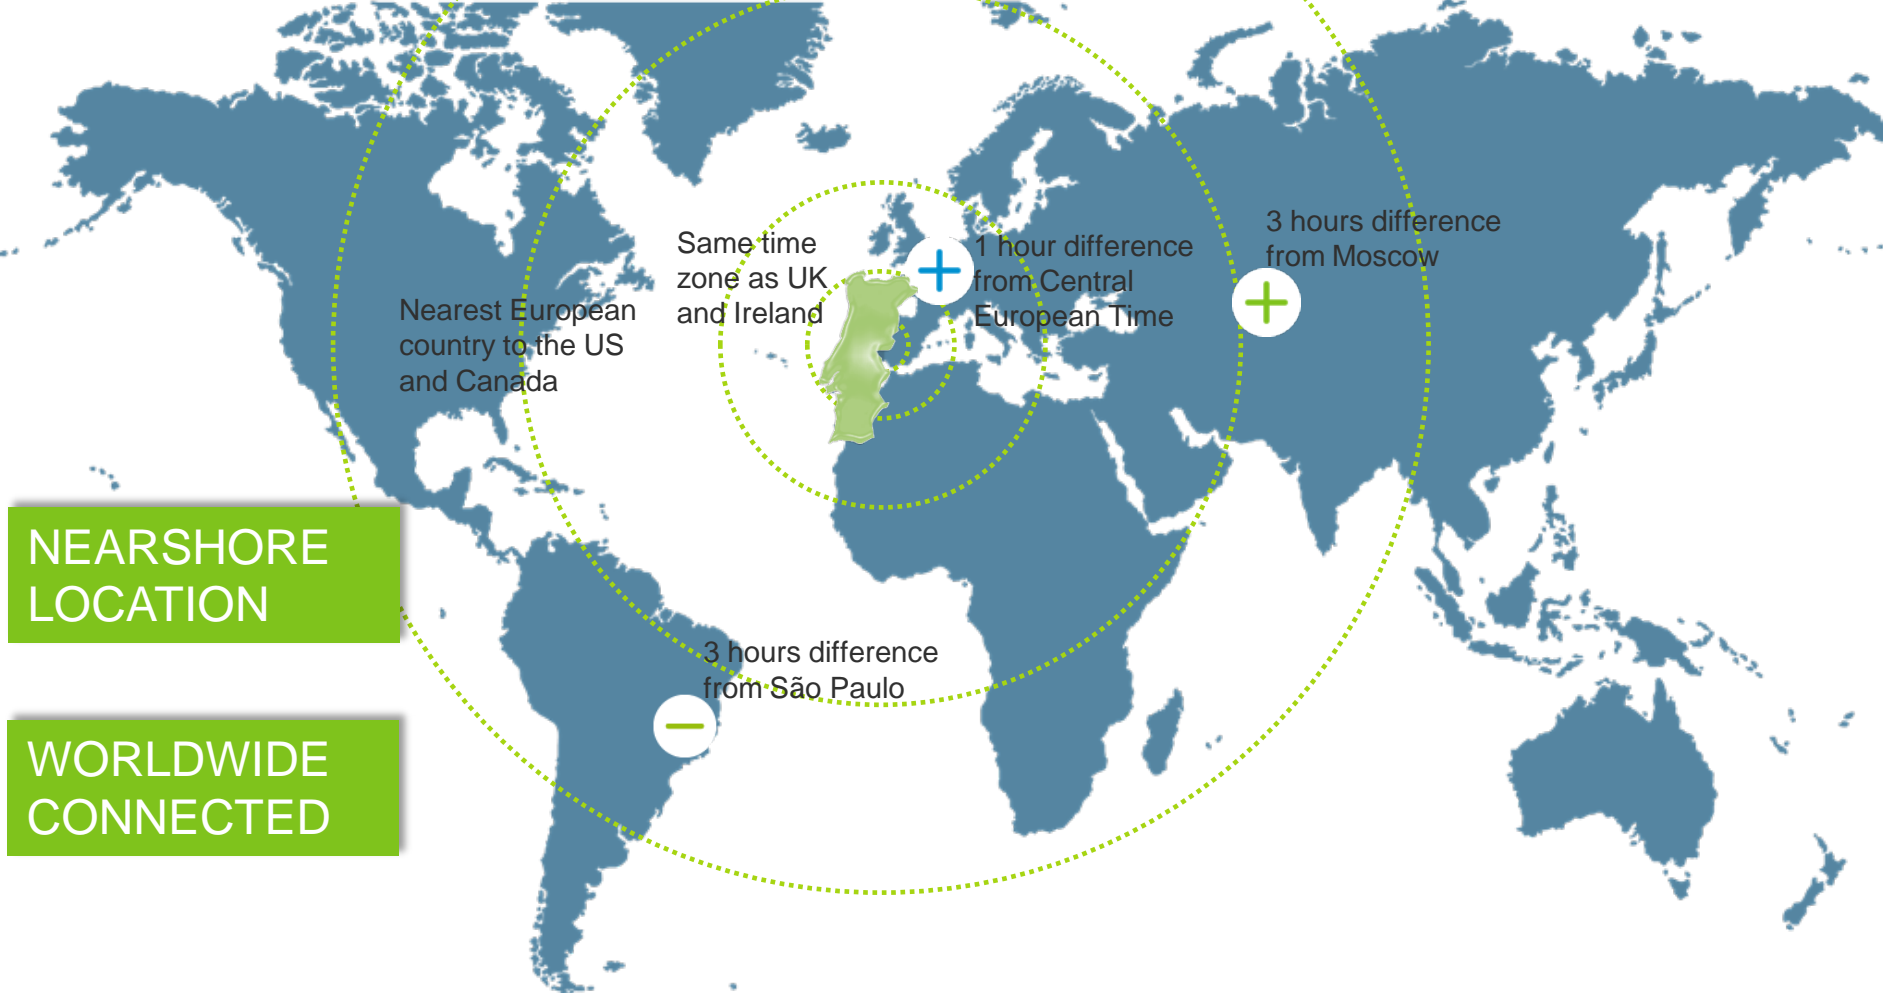 Same time
zone as UK
and Ireland
1 hour difference
from Central
European Time
3 hours difference
from Moscow
Nearest European
country to the US
and Canada
NEARSHORE
LOCATION
3 hours difference
from São Paulo
WORLDWIDE
CONNECTED